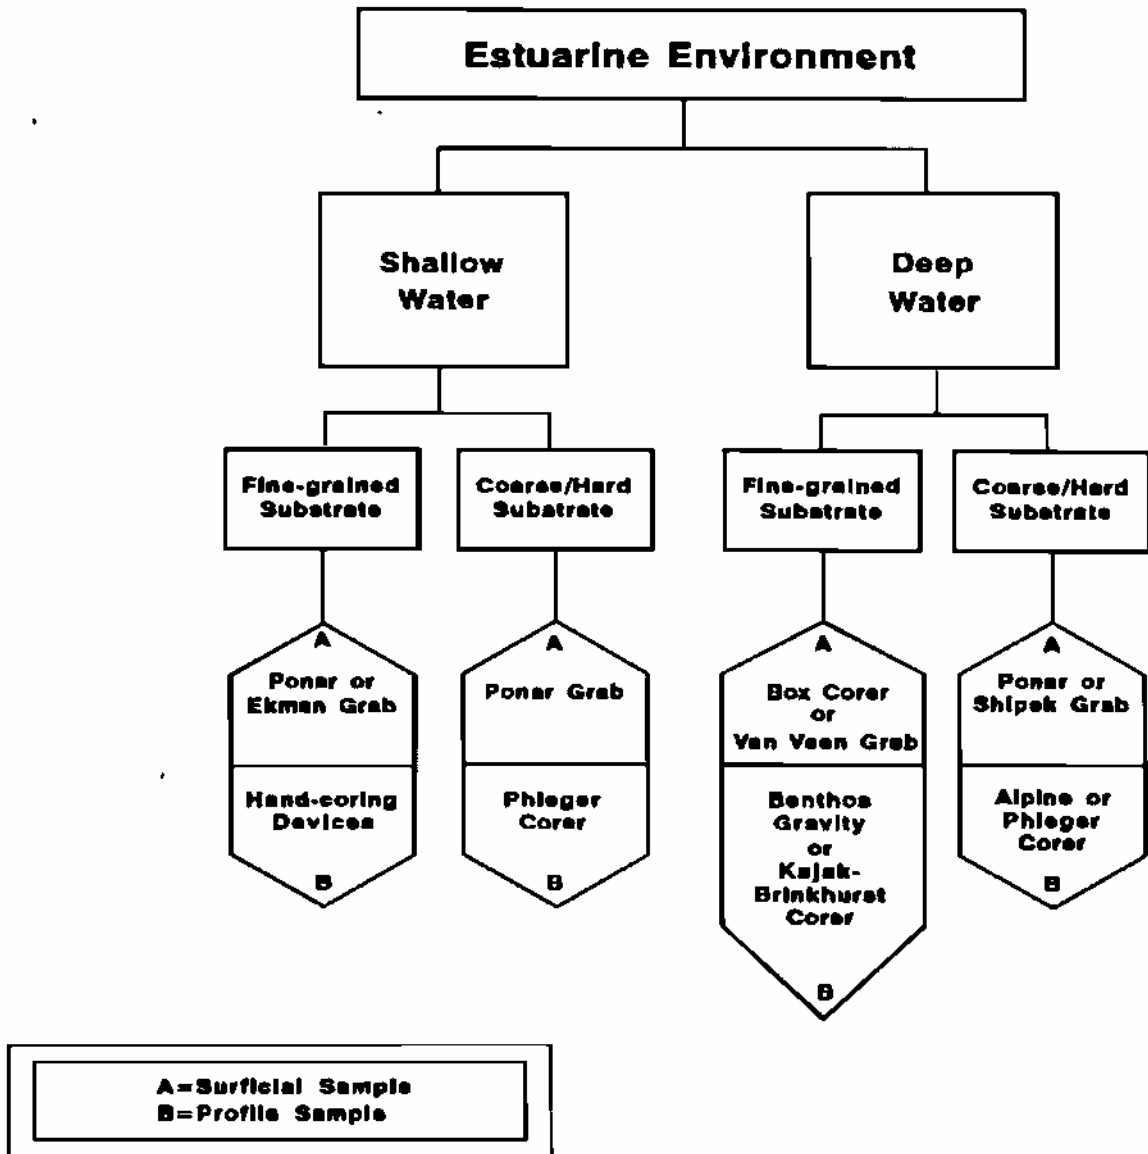 Estuarine Environment
Shallow
Water
Deep
Water
Fine-grained
Substrate
Coarse/Hard
Substrate
Fine-grained
Substrate
Coarse/Hard
Substrate
A
Ponar or
Ekman Grab
Hand-coring
Devices
B
A
Ponar Grab
Phleger
Corer
B
A
Box Corer
or
Van Veen Grab
Benthos
Gravity
or
Kajak-
Brinkhurst
Corer
B
A
Ponar or
Shipek Grab
Alpine or
Phleger
Corer
B
A=Surficial Sample
B=Profile Sample